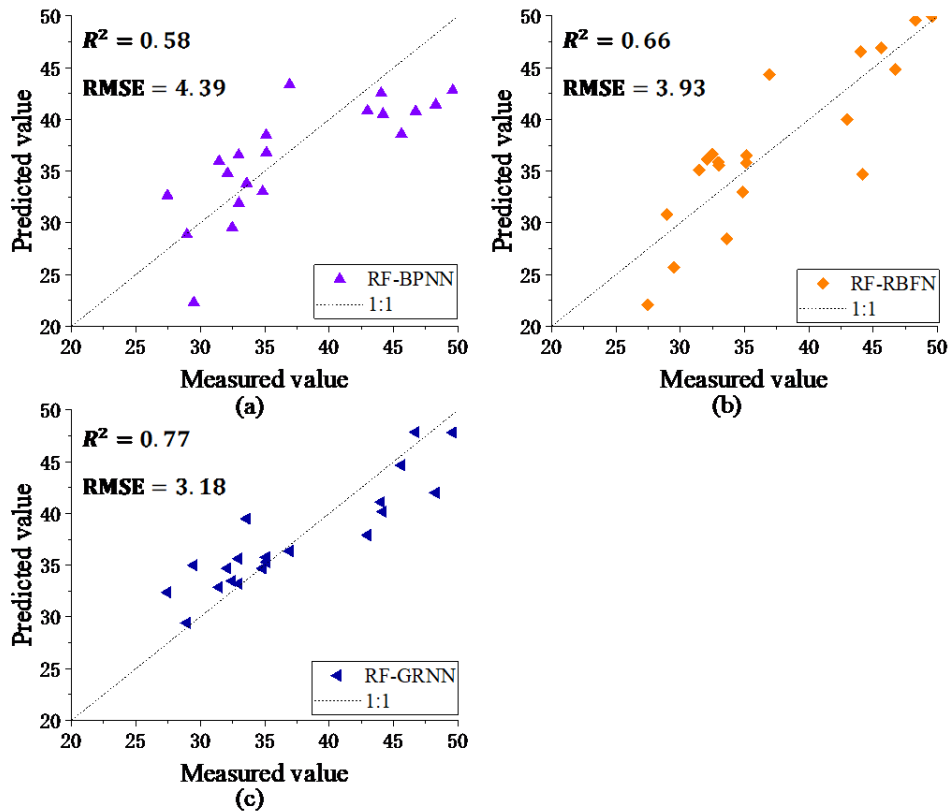 R² = 0.58
RMSE = 4.39
Predicted value
50
45
40
35
30
25
20
RF-BPNN
1:1
20 25 30 35 40 45 50
Measured value
(a)
R² = 0.66
RMSE = 3.93
Predicted value
50
45
40
35
30
25
20
RF-RBFN
1:1
20 25 30 35 40 45 50
Measured value
(b)
R² = 0.77
RMSE = 3.18
Predicted value
50
45
40
35
30
25
20
RF-GRNN
1:1
20 25 30 35 40 45 50
Measured value
(c)